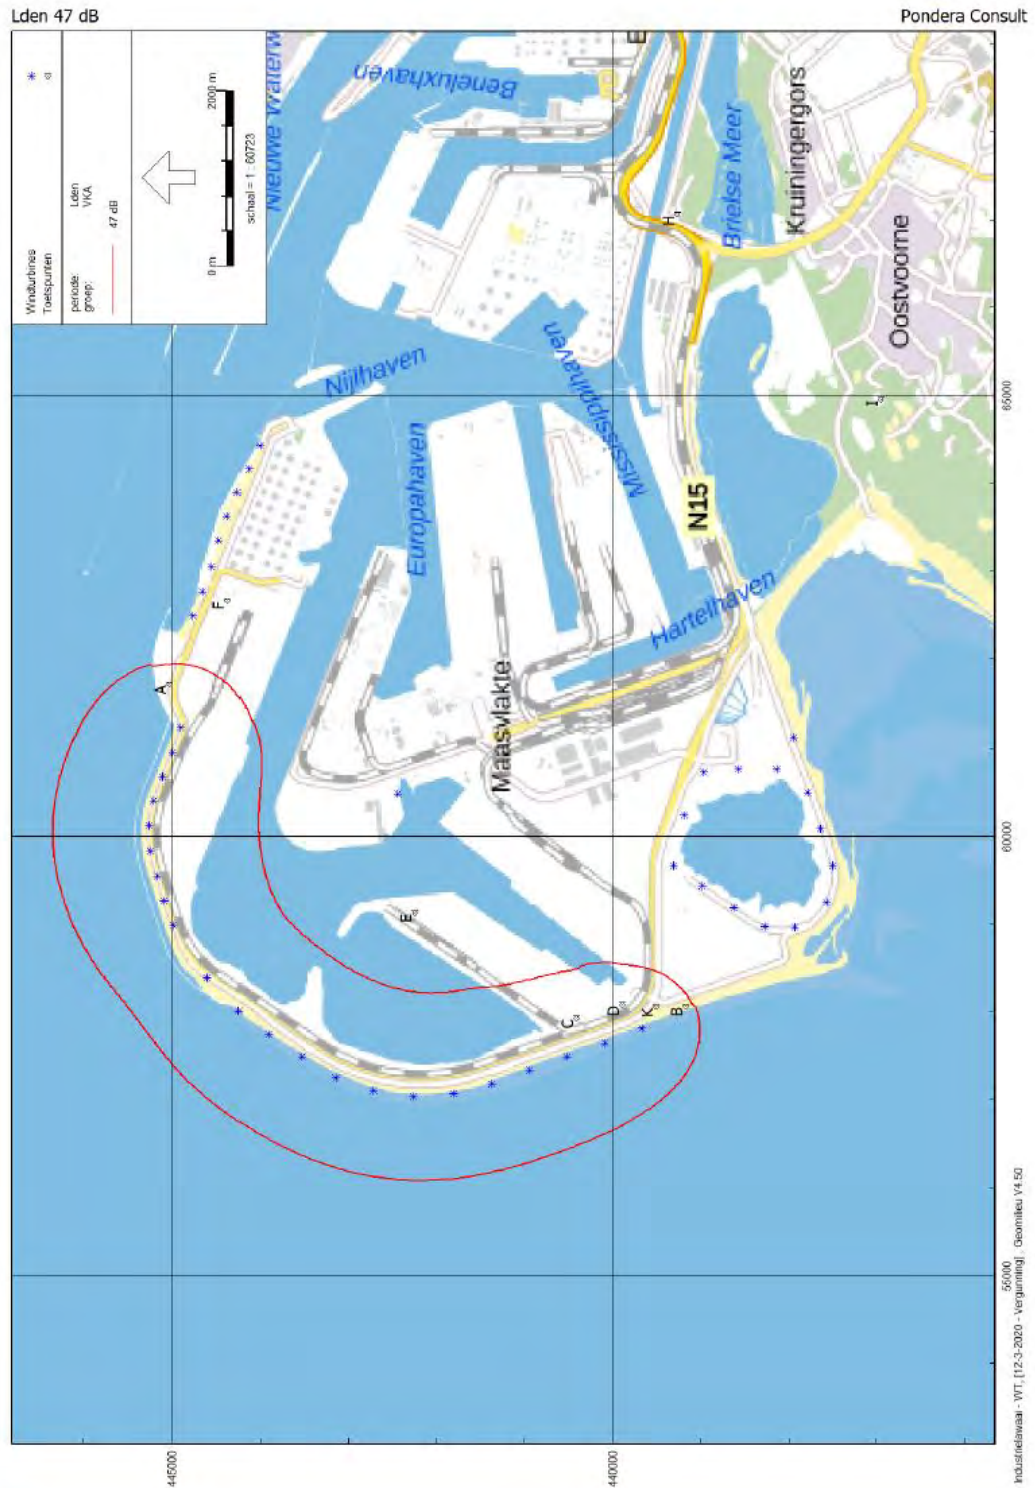 Lden 47 dB
Pondera Consult
Windturbines
Toetspunten
periode: Lden
groep: VKA
47 dB
0 m
2000 m
schaal = 1 : 60723
Nieuwe Waterw
Beneluxhaven
E
Brielse Meer
Kruiningergors
Oostvoorne
H
I
Nijlhaven
Mississippihaven
Europahaven
N15
Hartelhaven
Maasvlakte
F
A
E
C
D
K
B
65000
60000
55000
445000
440000
Industrielawaai - WT, [12-3-2020 - Vergunning] , Geomilieu V4.50